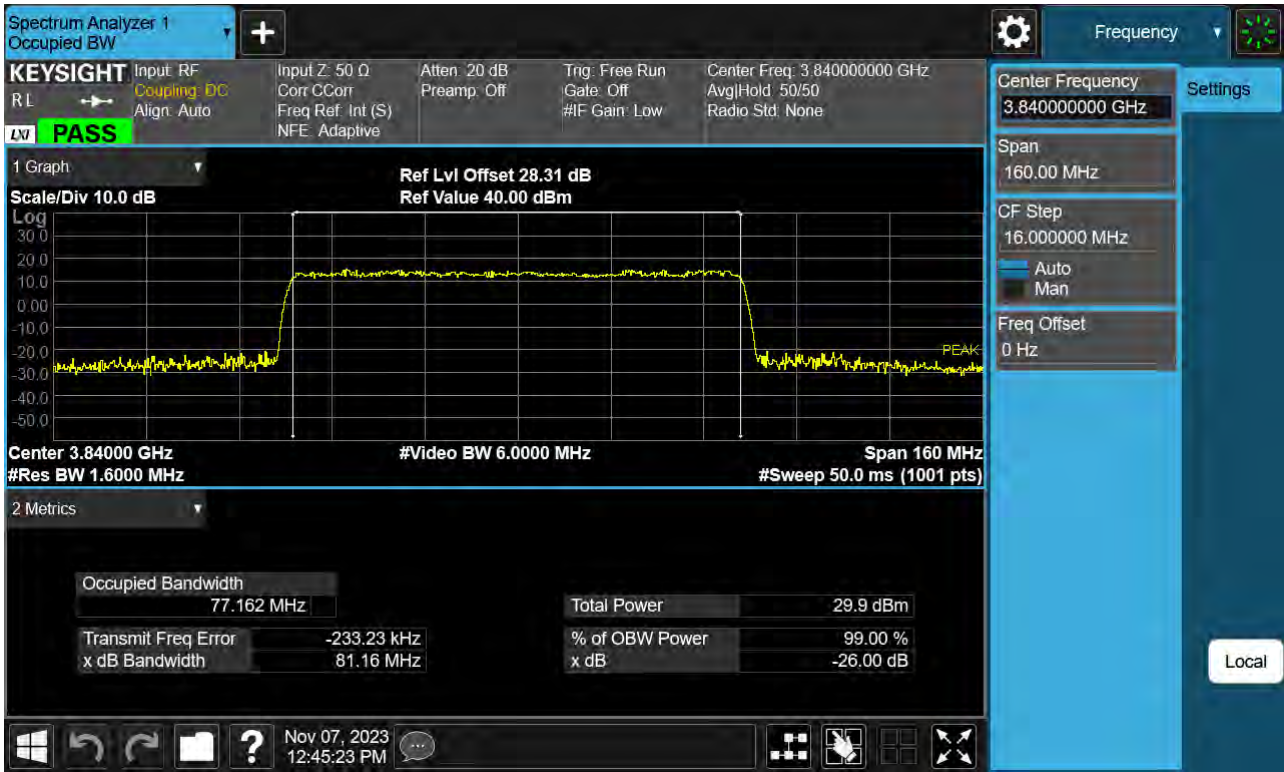 Spectrum Analyzer 1
Occupied BW
+
Frequency
KEYSIGHT
RL
LXI
PASS
Input: RF
Coupling: DC
Align: Auto
Input Z: 50 Ω
Corr CCorr
Freq Ref: Int (S)
NFE: Adaptive
Atten: 20 dB
Preamp: Off
Trig: Free Run
Gate: Off
#IF Gain: Low
Center Freq: 3.840000000 GHz
Avg|Hold: 50/50
Radio Std: None
Center Frequency
3.840000000 GHz
Settings
Span
160.00 MHz
CF Step
16.000000 MHz
Auto
Man
Freq Offset
0 Hz
Local
1 Graph
Scale/Div 10.0 dB
Ref Lvl Offset 28.31 dB
Ref Value 40.00 dBm
Log
30.0
20.0
10.0
0.00
-10.0
-20.0
-30.0
-40.0
-50.0
PEAK
Center 3.84000 GHz
#Video BW 6.0000 MHz
Span 160 MHz
#Res BW 1.6000 MHz
#Sweep 50.0 ms (1001 pts)
2 Metrics
Occupied Bandwidth
77.162 MHz
Total Power 29.9 dBm
Transmit Freq Error -233.23 kHz
% of OBW Power 99.00 %
x dB Bandwidth 81.16 MHz
x dB -26.00 dB
?
Nov 07, 2023
12:45:23 PM